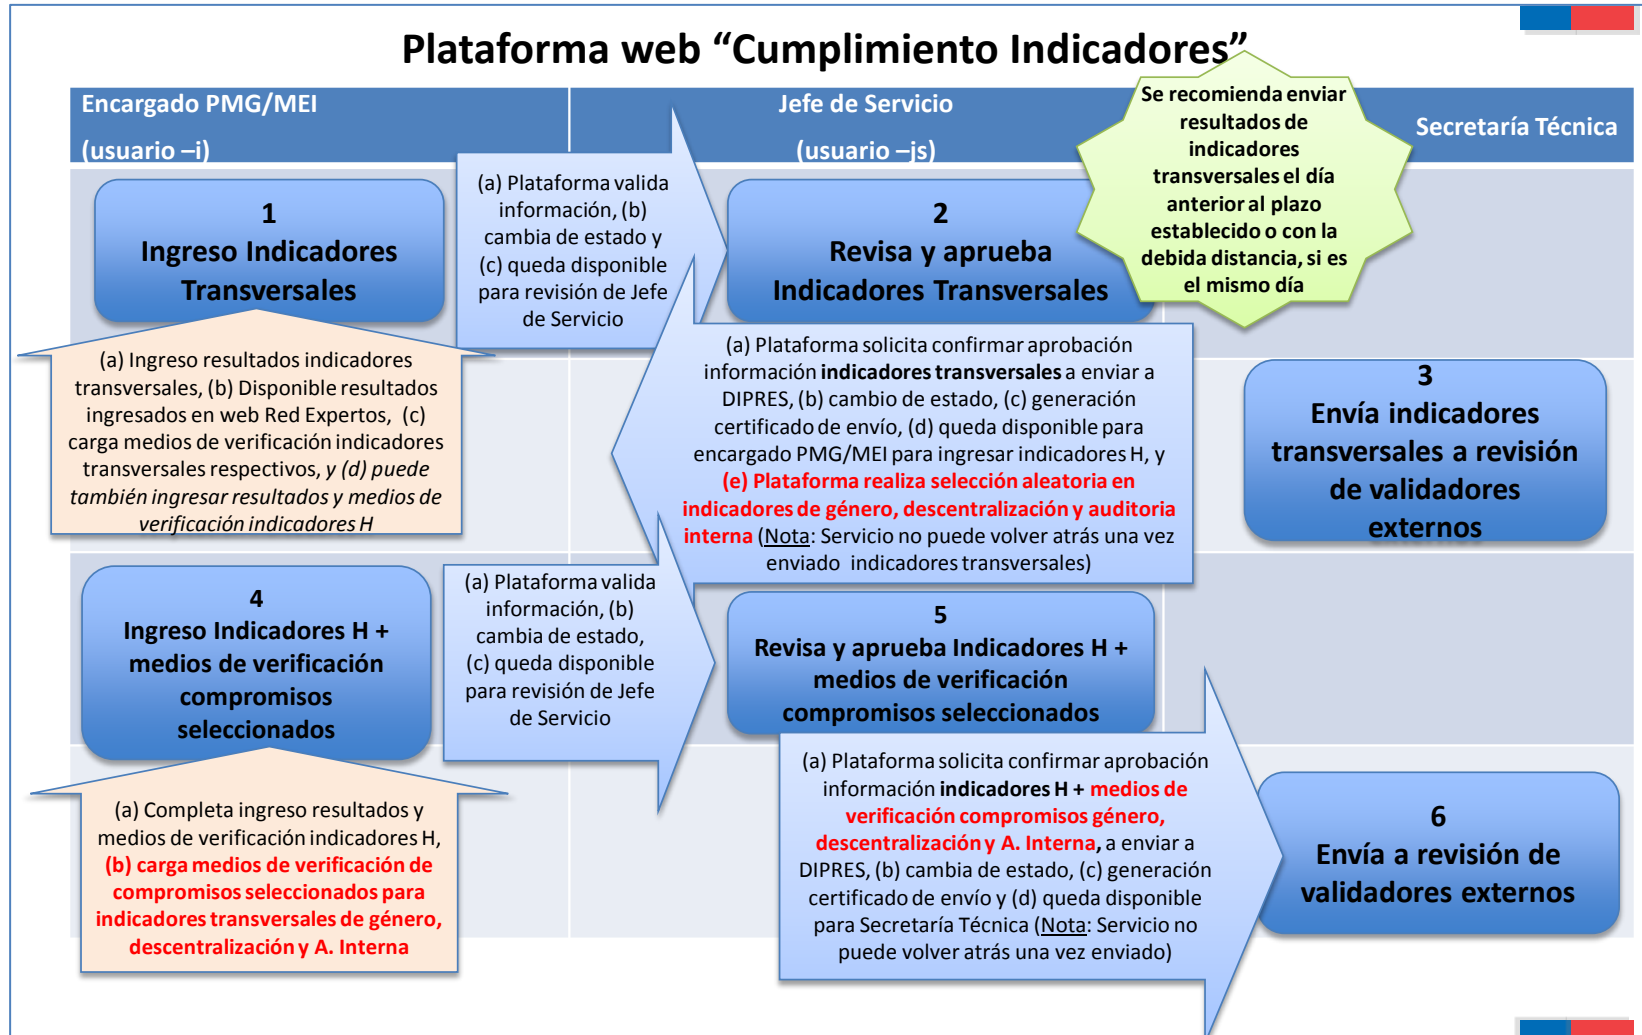 Plataforma web “Cumplimiento Indicadores”
Encargado PMG/MEI
(usuario –i)
Jefe de Servicio
(usuario –js)
Secretaría Técnica
Se recomienda enviar
resultados de
indicadores
transversales el día
anterior al plazo
establecido o con la
debida distancia, si es
el mismo día
1
Ingreso Indicadores
Transversales
(a) Plataforma valida
información, (b)
cambia de estado y
(c) queda disponible
para revisión de Jefe
de Servicio
2
Revisa y aprueba
Indicadores Transversales
(a) Ingreso resultados indicadores
transversales, (b) Disponible resultados
ingresados en web Red Expertos, (c)
carga medios de verificación indicadores
transversales respectivos, y (d) puede
también ingresar resultados y medios de
verificación indicadores H
(a) Plataforma solicita confirmar aprobación
información indicadores transversales a enviar a
DIPRES, (b) cambio de estado, (c) generación
certificado de envío, (d) queda disponible para
encargado PMG/MEI para ingresar indicadores H, y
(e) Plataforma realiza selección aleatoria en
indicadores de género, descentralización y auditoria
interna (Nota: Servicio no puede volver atrás una vez
enviado indicadores transversales)
3
Envía indicadores
transversales a revisión
de validadores
externos
4
Ingreso Indicadores H +
medios de verificación
compromisos
seleccionados
(a) Plataforma valida
información, (b)
cambia de estado,
(c) queda disponible
para revisión de Jefe
de Servicio
5
Revisa y aprueba Indicadores H +
medios de verificación
compromisos seleccionados
(a) Completa ingreso resultados y
medios de verificación indicadores H,
(b) carga medios de verificación de
compromisos seleccionados para
indicadores transversales de género,
descentralización y A. Interna
(a) Plataforma solicita confirmar aprobación
información indicadores H + medios de
verificación compromisos género,
descentralización y A. Interna, a enviar a
DIPRES, (b) cambia de estado, (c) generación
certificado de envío y (d) queda disponible
para Secretaría Técnica (Nota: Servicio no
puede volver atrás una vez enviado)
6
Envía a revisión de
validadores externos